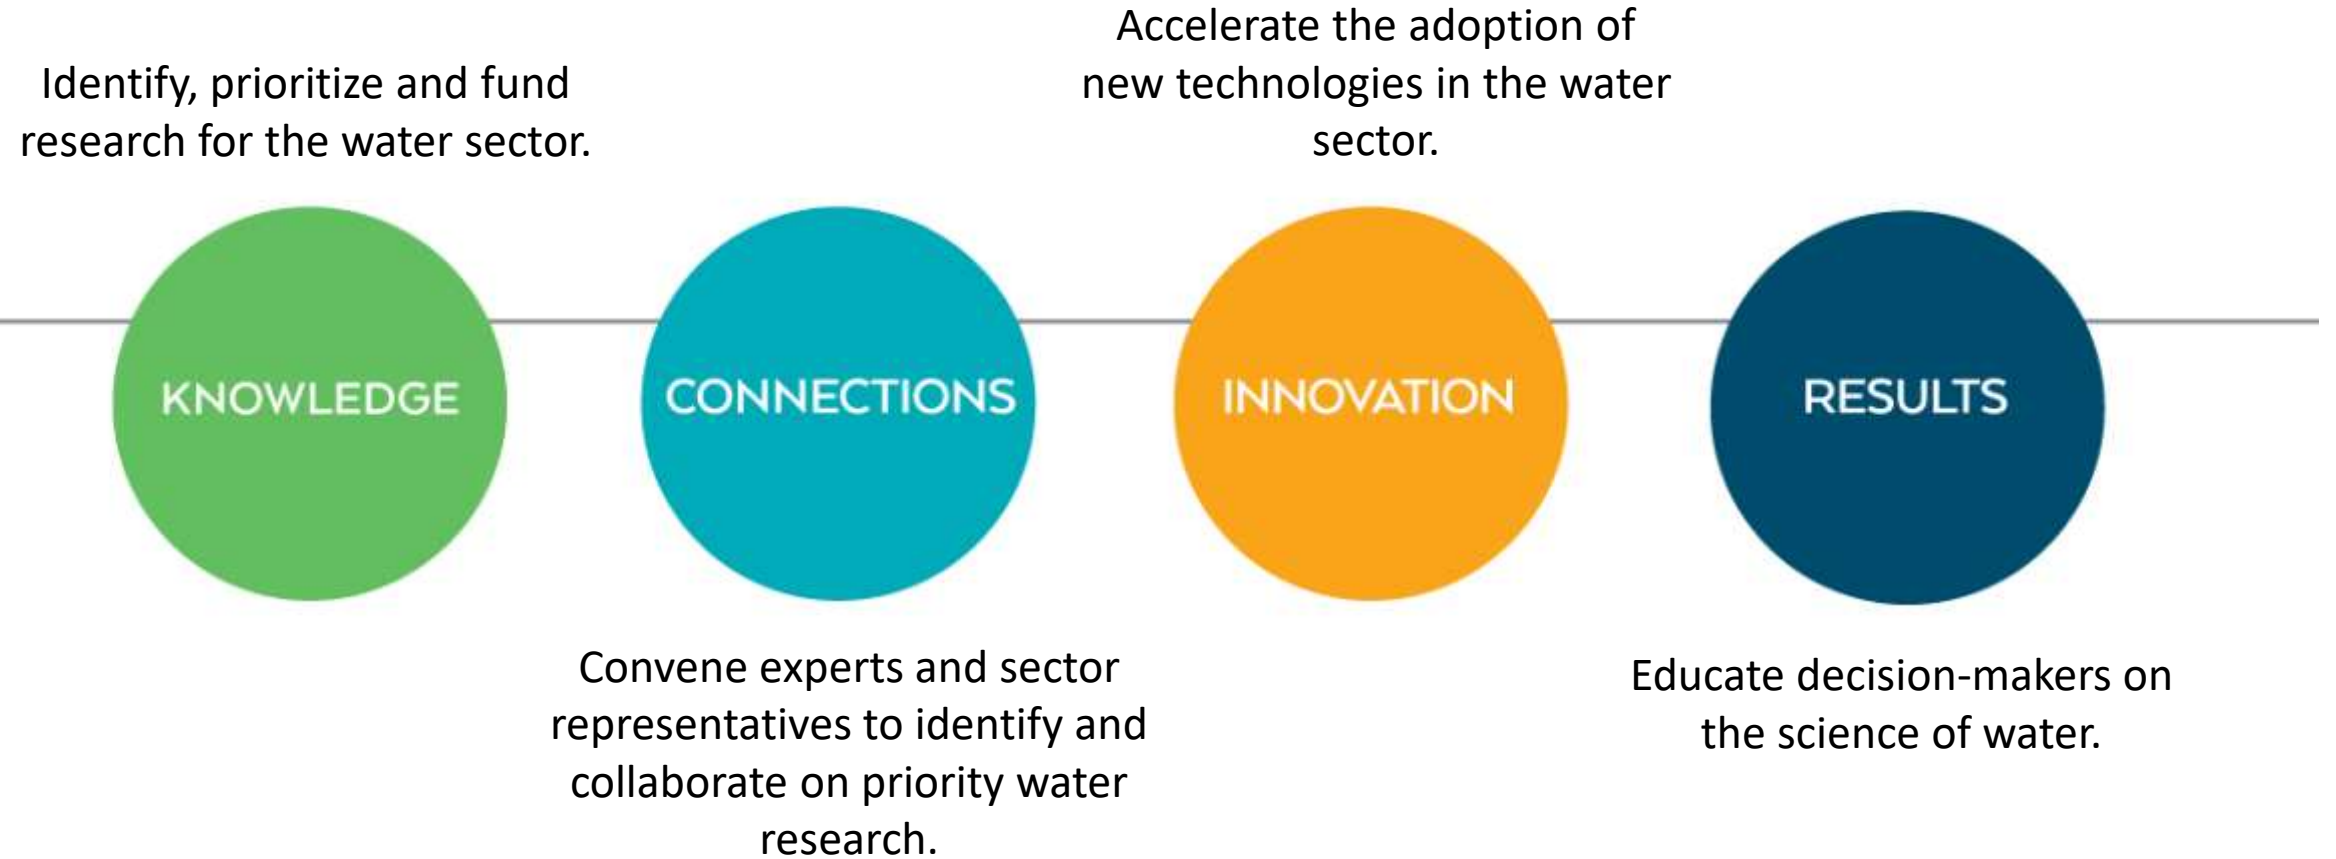 Identify, prioritize and fund
research for the water sector.
Accelerate the adoption of
new technologies in the water
sector.
KNOWLEDGE
CONNECTIONS
INNOVATION
RESULTS
Convene experts and sector
representatives to identify and
collaborate on priority water
research.
Educate decision-makers on
the science of water.